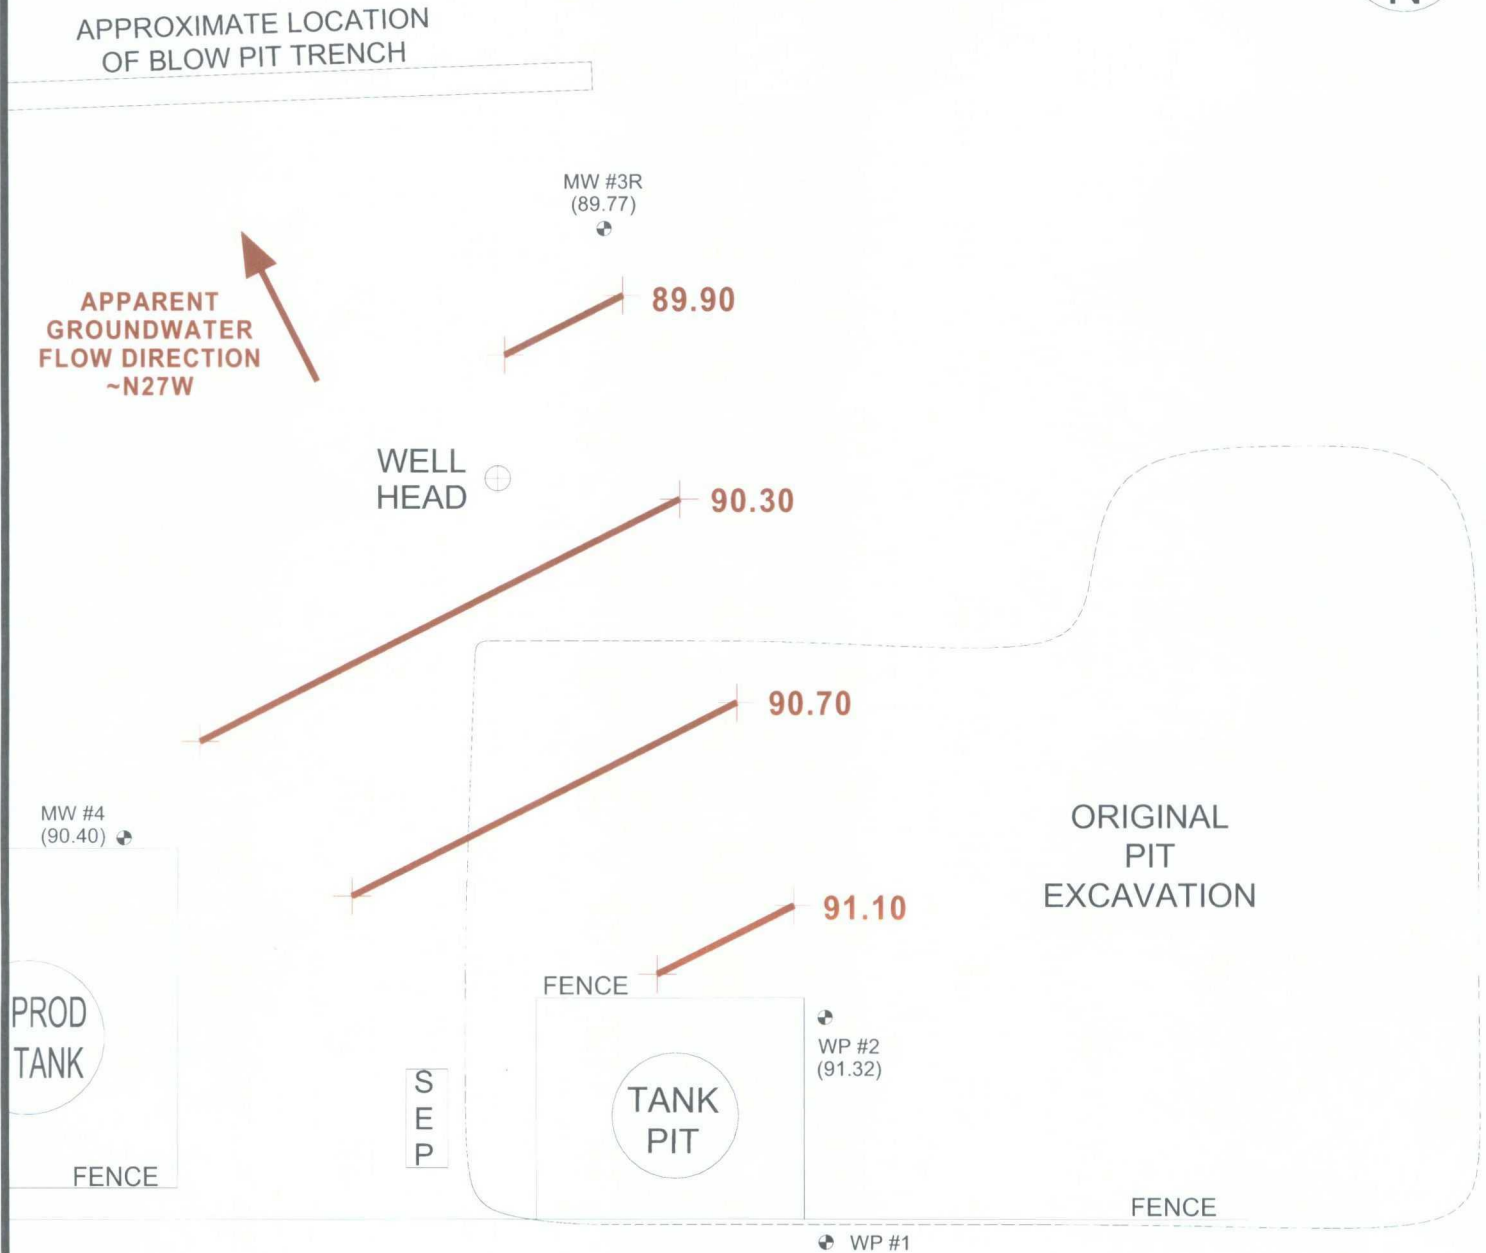 N
APPROXIMATE LOCATION
OF BLOW PIT TRENCH
MW #3R
(89.77)
89.90
APPARENT
GROUNDWATER
FLOW DIRECTION
~N27W
WELL
HEAD
90.30
90.70
MW #4
(90.40)
ORIGINAL
PIT
EXCAVATION
91.10
FENCE
PROD
TANK
WP #2
(91.32)
S
E
P
TANK
PIT
FENCE
FENCE
WP #1